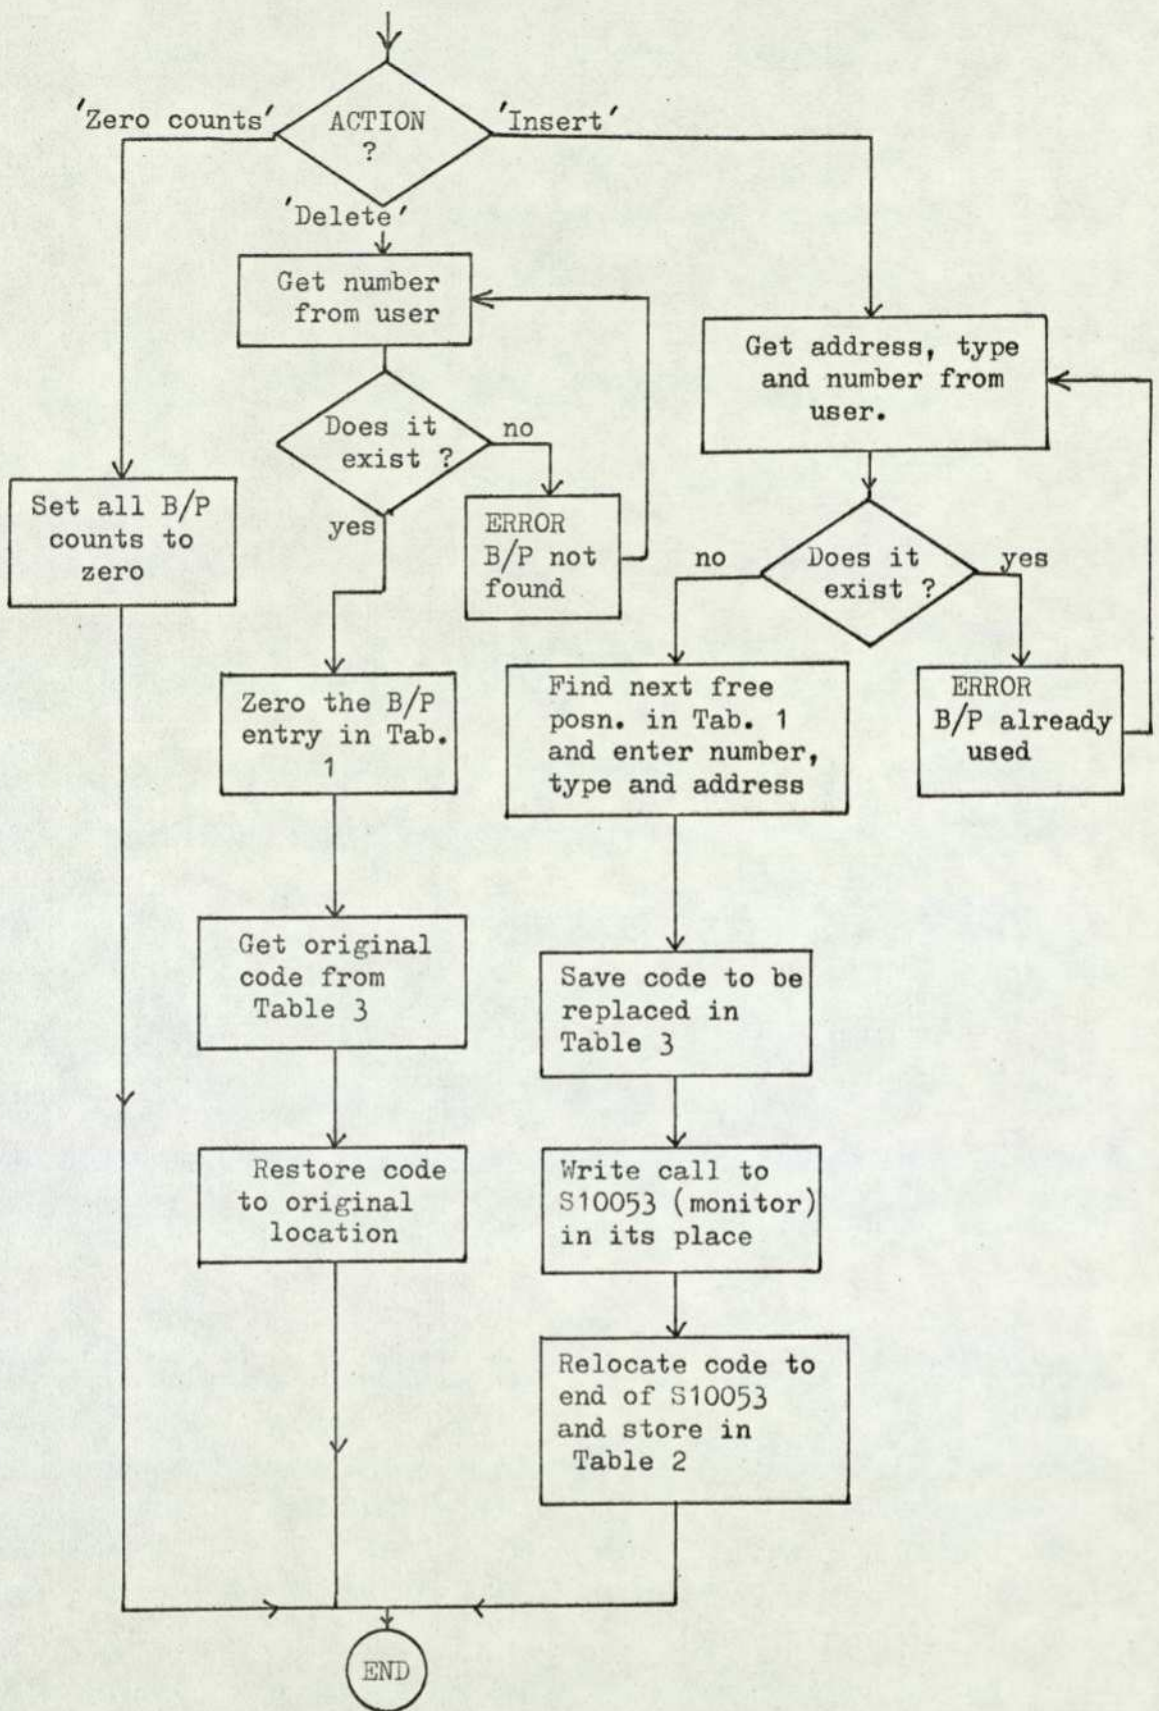 'Zero counts'
ACTION
?
'Insert'
'Delete'
Get number
from user
Get address, type
and number from
user.
Does it
exist ?
no
yes
Set all B/P
counts to
zero
ERROR
B/P not
found
Does it
exist ?
no
yes
Zero the B/P
entry in Tab.
1
Find next free
posn. in Tab. 1
and enter number,
type and address
ERROR
B/P already
used
Get original
code from
Table 3
Save code to be
replaced in
Table 3
Restore code
to original
location
Write call to
S10053 (monitor)
in its place
Relocate code to
end of S10053
and store in
Table 2
END